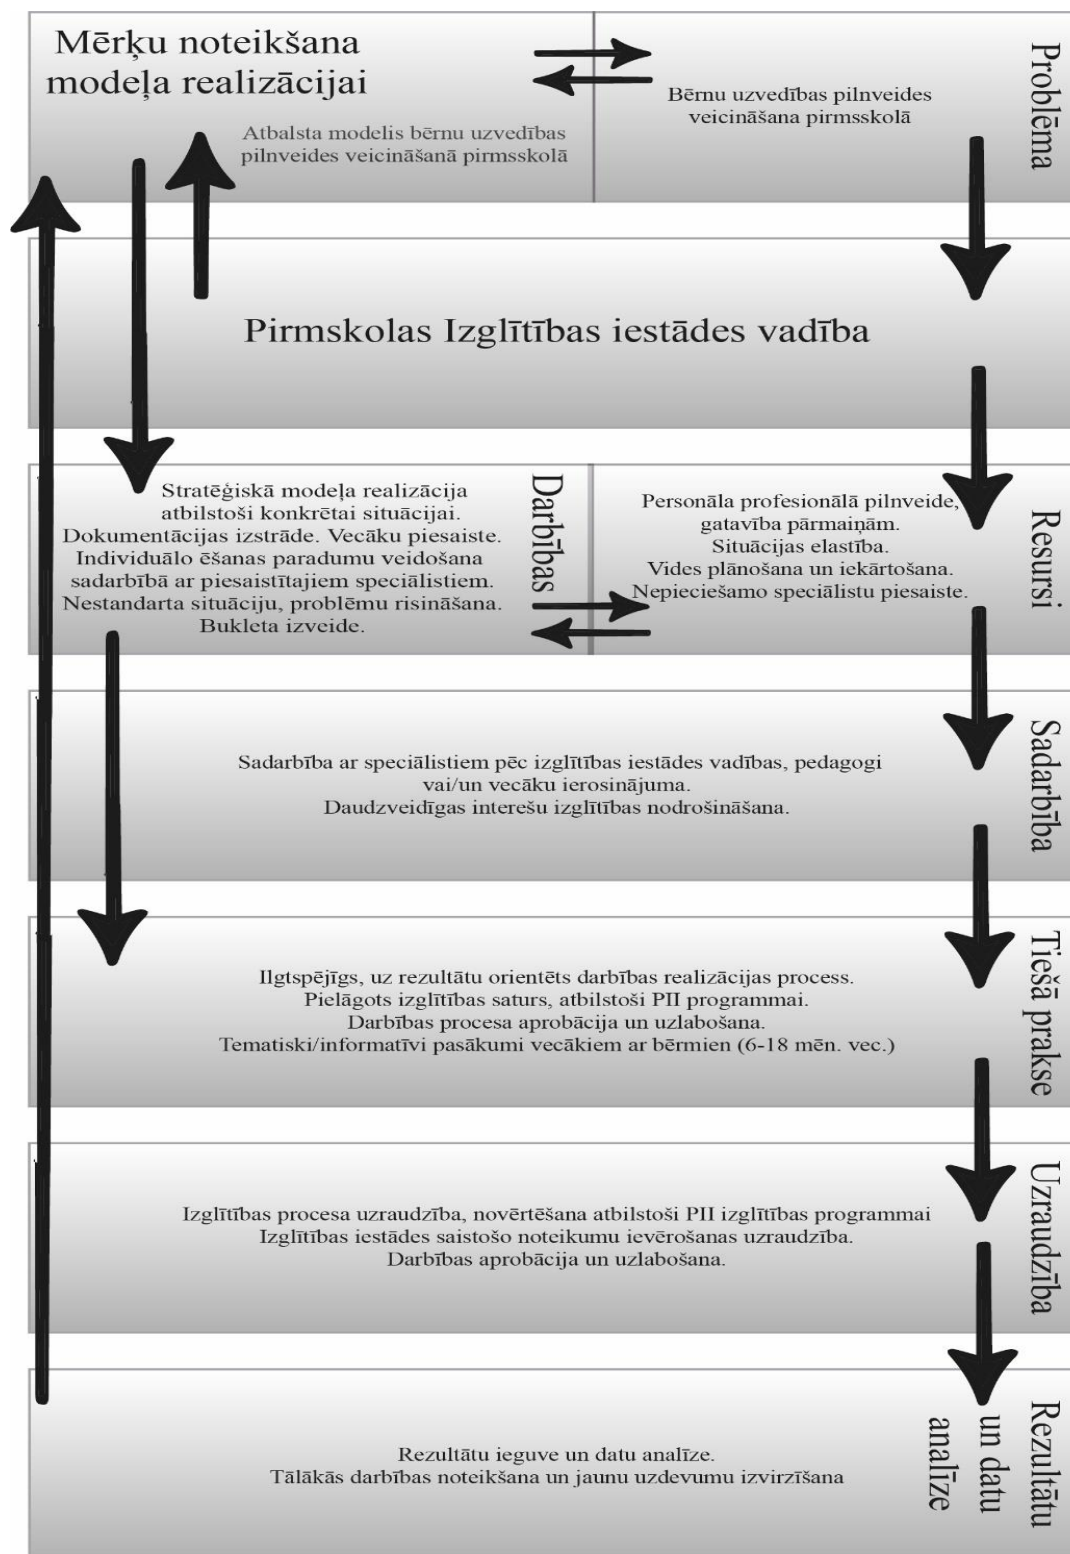 Mērķu noteikšana
modeļa realizācijai
Atbalsta modelis bērnu uzvedības
pilnveides veicināšanā pirmsskolā
Bērnu uzvedības pilnveides
veicināšana pirmsskolā
Problēma
Pirmskolas Izglītības iestādes vadība
Stratēģiskā modeļa realizācija
atbilstoši konkrētai situācijai.
Dokumentācijas izstrāde. Vecāku piesaiste.
Individuālo ēšanas paradumu veidošana
sadarbībā ar piesaistītajiem speciālistiem.
Nestandarta situāciju, problēmu risināšana.
Bukleta izveide.
Darbības
Personāla profesionālā pilnveide,
gatavība pārmaiņām.
Situācijas elastība.
Vides plānošana un iekārtošana.
Nepieciešamo speciālistu piesaiste.
Resursi
Sadarbība ar speciālistiem pēc izglītības iestādes vadības, pedagogi
vai/un vecāku ierosinājuma.
Daudzveidīgas interešu izglītības nodrošināšana.
Sadarbība
Ilgtspējīgs, uz rezultātu orientēts darbības realizācijas process.
Pielāgots izglītības saturs, atbilstoši PII programmai.
Darbības procesa aprobācija un uzlabošana.
Tematiski/informatīvi pasākumi vecākiem ar bērmien (6-18 mēn. vec.)
Tiešā prakse
Izglītības procesa uzraudzība, novērtēšana atbilstoši PII izglītības programmai
Izglītības iestādes saistošo noteikumu ievērošanas uzraudzība.
Darbības aprobācija un uzlabošana.
Uzraudzība
Rezultātu ieguve un datu analīze.
Tālākās darbības noteikšana un jaunu uzdevumu izvirzīšana
Rezultātu
un datu
analīze